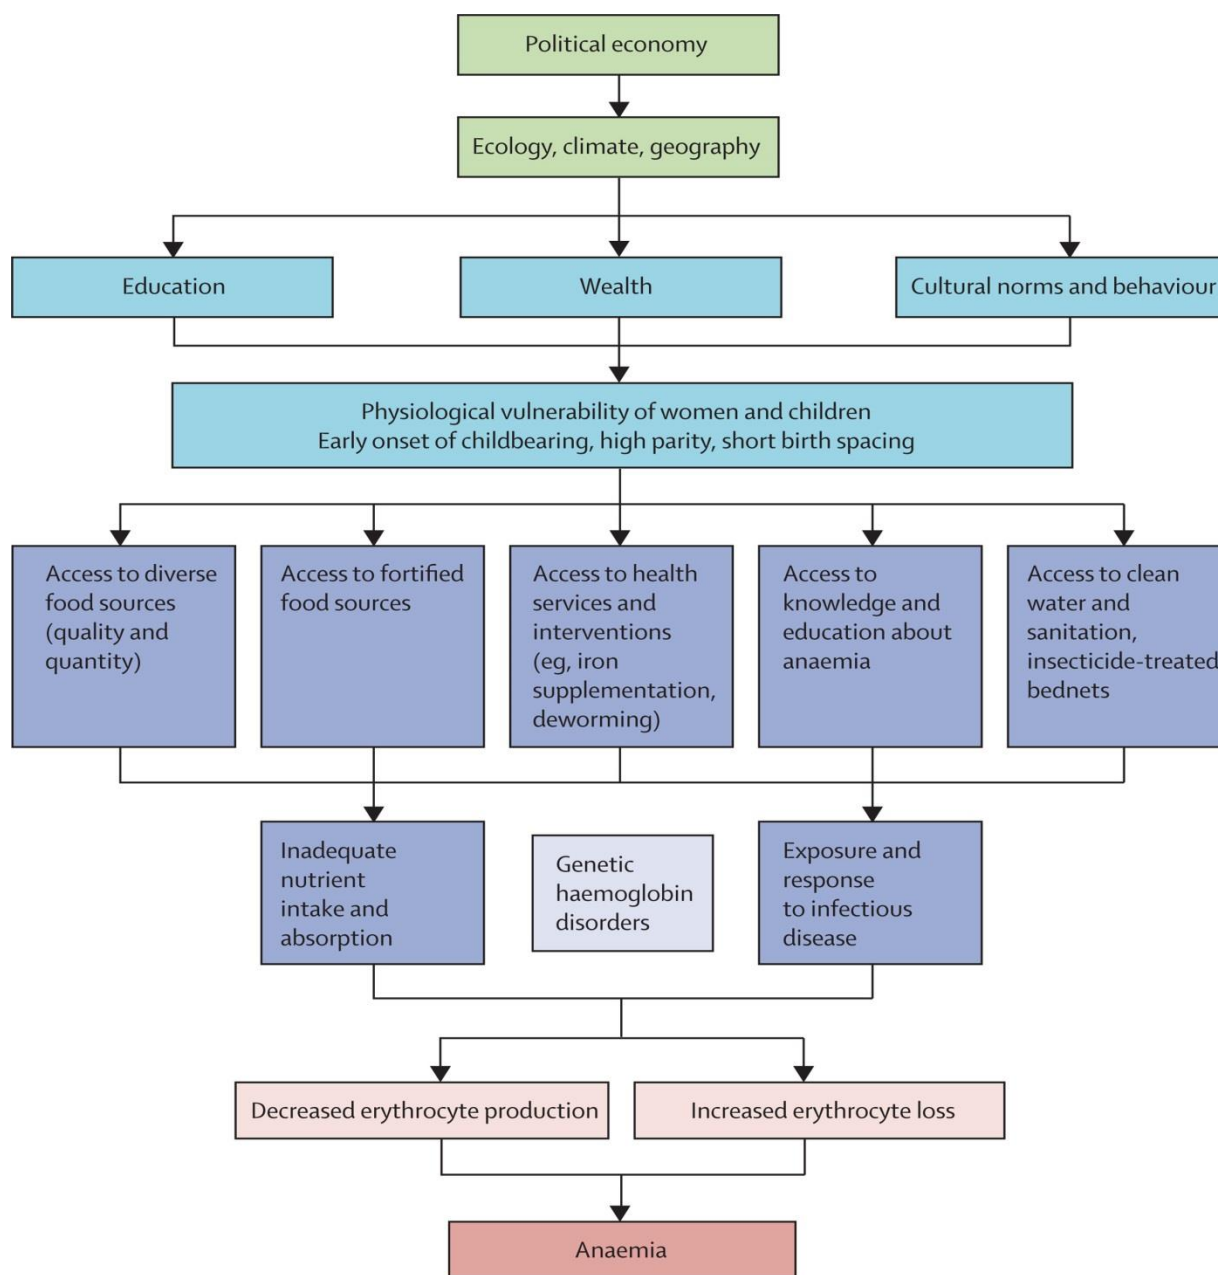 Political economy
Ecology, climate, geography
Education
Wealth
Cultural norms and behaviour
Physiological vulnerability of women and children
Early onset of childbearing, high parity, short birth spacing
Access to diverse
food sources
(quality and
quantity)
Access to fortified
food sources
Access to health
services and
interventions
(eg, iron
supplementation,
deworming)
Access to
knowledge and
education about
anaemia
Access to clean
water and
sanitation,
insecticide-treated
bednets
Inadequate
nutrient
intake and
absorption
Genetic
haemoglobin
disorders
Exposure and
response
to infectious
disease
Decreased erythrocyte production
Increased erythrocyte loss
Anaemia